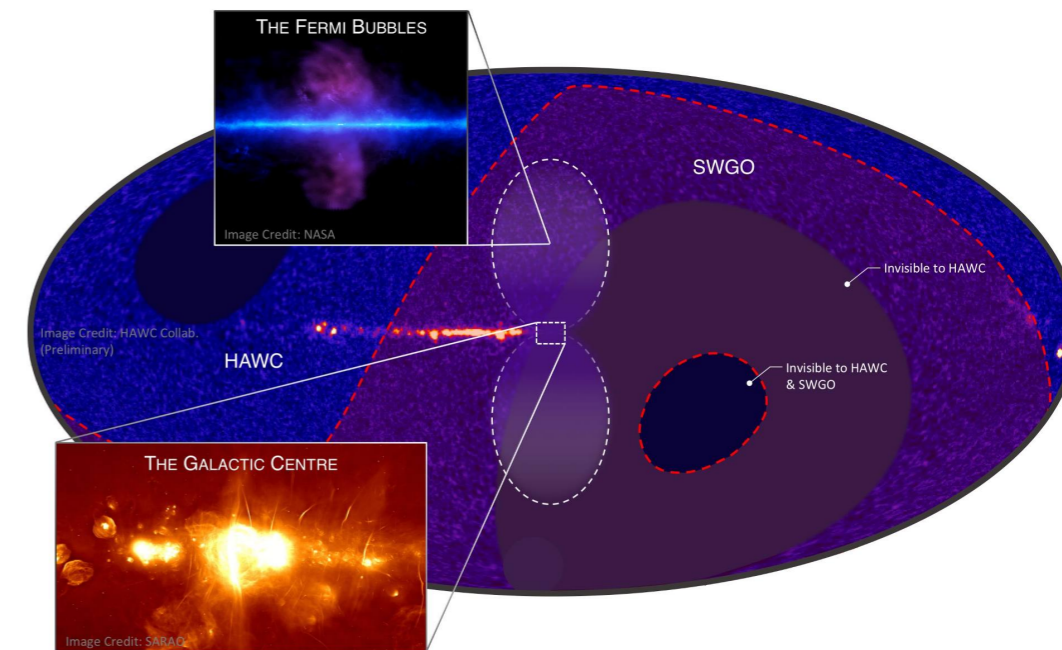 THE FERMI BUBBLES
Image Credit: NASA
SWGO
Invisible to HAWC
Image Credit: HAWC Collab.
(Preliminary)
HAWC
Invisible to HAWC
& SWGO
THE GALACTIC CENTRE
Image Credit: SARAO